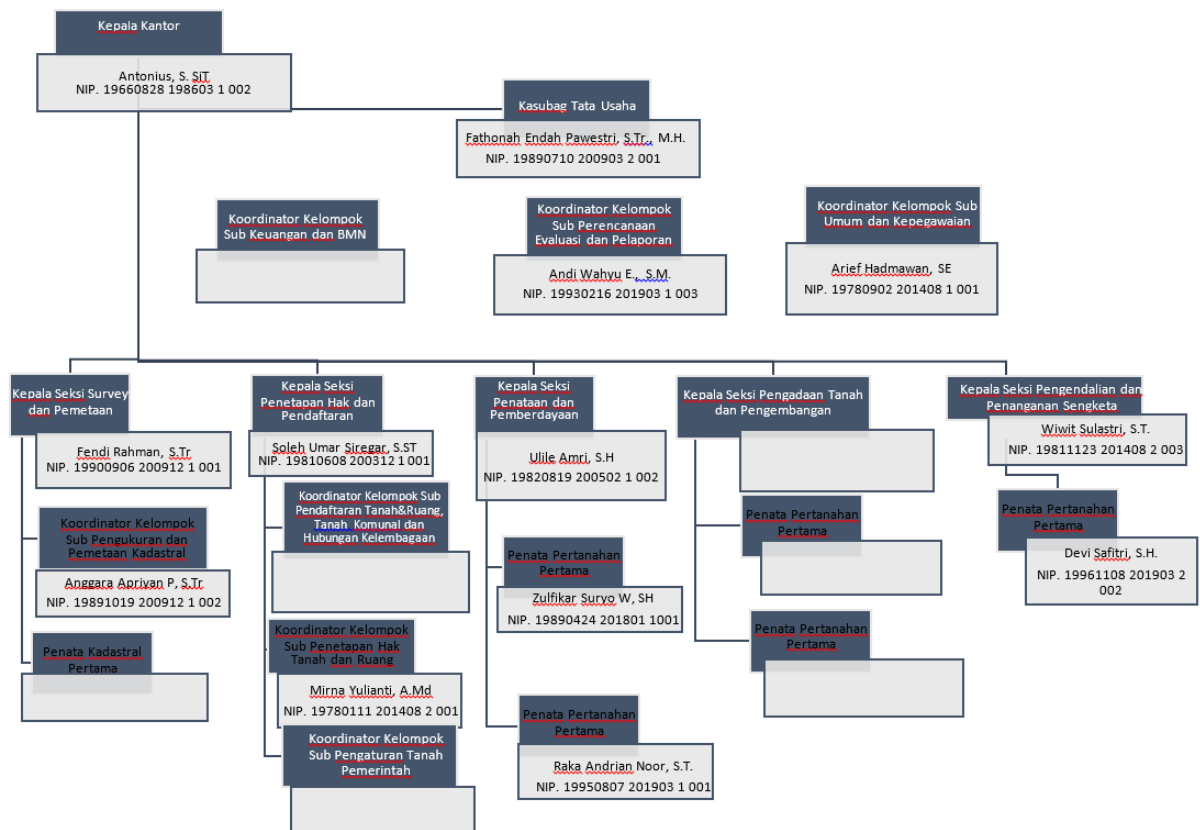 Kepala Kantor
Antonius, S. SiT
NIP. 19660828 198603 1 002
Kasubag Tata Usaha
Fathonah Endah Pawestri, S.Tr., M.H.
NIP. 19890710 200903 2 001
Koordinator Kelompok
Sub Keuangan dan BMN
Koordinator Kelompok
Sub Perencanaan
Evaluasi dan Pelaporan
Andi Wahyu E., S.M.
NIP. 19930216 201903 1 003
Koordinator Kelompok Sub
Umum dan Kepegawaian
Arief Hadmawan, SE
NIP. 19780902 201408 1 001
Kepala Seksi Survey
dan Pemetaan
Fendi Rahman, S.Tr
NIP. 19900906 200912 1 001
Koordinator Kelompok
Sub Pengukuran dan
Pemetaan Kadastral
Anggara Apriyan P, S.Tr
NIP. 19891019 200912 1 002
Penata Kadastral
Pertama
Kepala Seksi
Penetapan Hak dan
Pendaftaran
Soleh Umar Siregar, S.ST
NIP. 19810608 200312 1 001
Koordinator Kelompok Sub
Pendaftaran Tanah&Ruang,
Tanah Komunal dan
Hubungan Kelembagaan
Koordinator Kelompok
Sub Penetapan Hak
Tanah dan Ruang
Mirna Yulianti, A.Md
NIP. 19780111 201408 2 001
Koordinator Kelompok
Sub Pengaturan Tanah
Pemerintah
Kepala Seksi
Penataan dan
Pemberdayaan
Ulile Amri, S.H
NIP. 19820819 200502 1 002
Penata Pertanahan
Pertama
Zulfikar Suryo W, SH
NIP. 19890424 201801 1001
Penata Pertanahan
Pertama
Raka Andrian Noor, S.T.
NIP. 19950807 201903 1 001
Kepala Seksi Pengadaan Tanah
dan Pengembangan
Penata Pertanahan
Pertama
Penata Pertanahan
Pertama
Kepala Seksi Pengendalian dan
Penanganan Sengketa
Wiwit Sulastri, S.T.
NIP. 19811123 201408 2 003
Penata Pertanahan
Pertama
Devi Safitri, S.H.
NIP. 19961108 201903 2
002